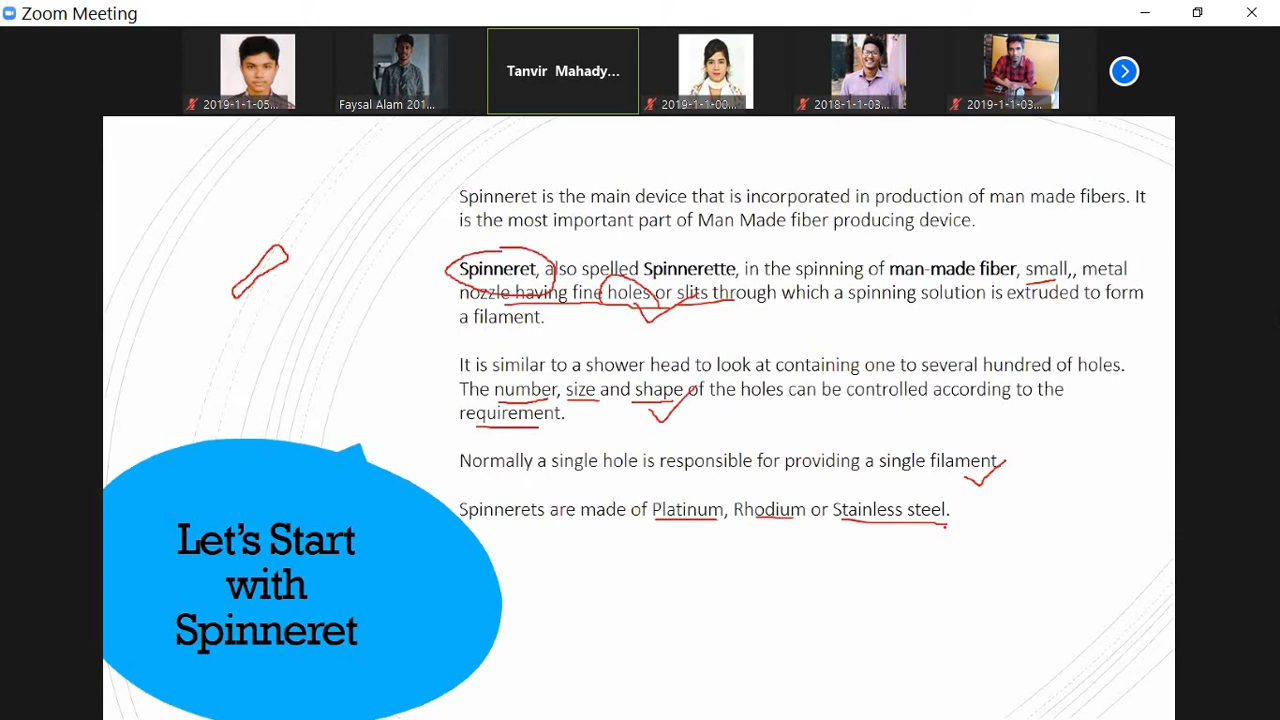 Zoom Meeting
2019-1-1-05...
Faysal Alam 201...
Tanvir Mahady...
2019-1-1-00...
2018-1-1-03...
2019-1-1-03...
Spinneret is the main device that is incorporated in production of man made fibers. It
is the most important part of Man Made fiber producing device.
Spinneret, also spelled Spinnerette, in the spinning of man-made fiber, small,, metal
nozzle having fine holes or slits through which a spinning solution is extruded to form
a filament.
It is similar to a shower head to look at containing one to several hundred of holes.
The number, size and shape of the holes can be controlled according to the
requirement.
Normally a single hole is responsible for providing a single filament.
Spinnerets are made of Platinum, Rhodium or Stainless steel.
Let's Start
with
Spinneret